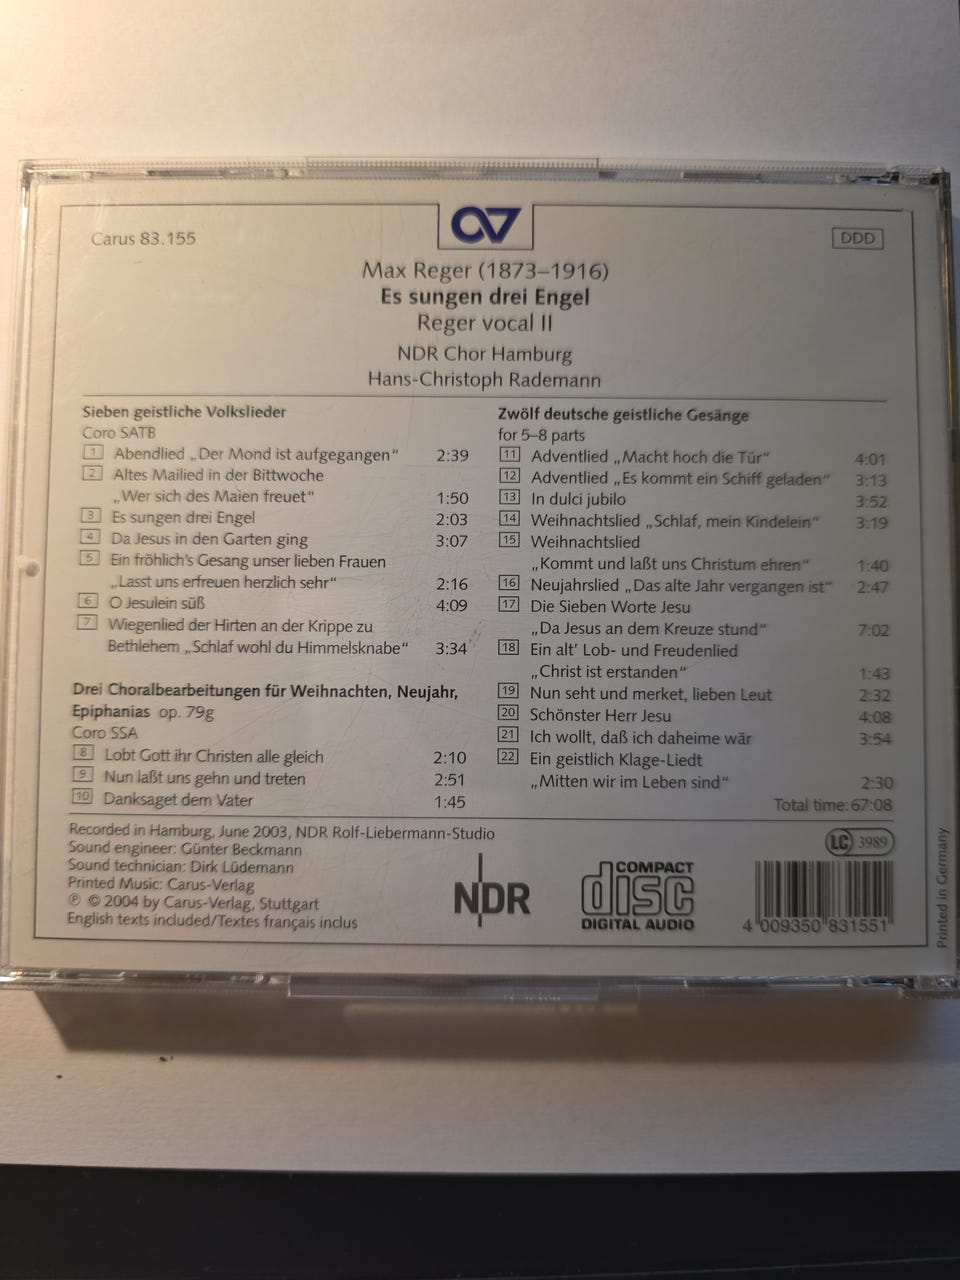 Carus 83.155
DDD
Max Reger (1873–1916)
Es sungen drei Engel
Reger vocal II
NDR Chor Hamburg
Hans-Christoph Rademann
Sieben geistliche Volkslieder
Coro SATB
1 Abendlied „Der Mond ist aufgegangen“ 2:39
2 Altes Mailied in der Bittwoche
„Wer sich des Maien freuet“ 1:50
3 Es sungen drei Engel 2:03
4 Da Jesus in den Garten ging 3:07
5 Ein fröhlich's Gesang unser lieben Frauen
„Lasst uns erfreuen herzlich sehr“ 2:16
6 O Jesulein süß 4:09
7 Wiegenlied der Hirten an der Krippe zu
Bethlehem „Schlaf wohl du Himmelsknabe“ 3:34
Drei Choralbearbeitungen für Weihnachten, Neujahr,
Epiphanias op. 79g
Coro SSA
8 Lobt Gott ihr Christen alle gleich 2:10
9 Nun laßt uns gehn und treten 2:51
10 Danksaget dem Vater 1:45
Zwölf deutsche geistliche Gesänge
for 5–8 parts
11 Adventlied „Macht hoch die Tür“ 4:01
12 Adventlied „Es kommt ein Schiff geladen“ 3:13
13 In dulci jubilo 3:52
14 Weihnachtslied „Schlaf, mein Kindelein“ 3:19
15 Weihnachtslied
„Kommt und laßt uns Christum ehren“ 1:40
16 Neujahrslied „Das alte Jahr vergangen ist“ 2:47
17 Die Sieben Worte Jesu
„Da Jesus an dem Kreuze stund“ 7:02
18 Ein alt' Lob- und Freudenlied
„Christ ist erstanden“ 1:43
19 Nun seht und merket, lieben Leut 2:32
20 Schönster Herr Jesu 4:08
21 Ich wollt, daß ich daheime wär 3:54
22 Ein geistlich Klage-Liedt
„Mitten wir im Leben sind“ 2:30
Total time: 67:08
Recorded in Hamburg, June 2003, NDR Rolf-Liebermann-Studio
Sound engineer: Günter Beckmann
Sound technician: Dirk Lüdemann
Printed Music: Carus-Verlag
℗ © 2004 by Carus-Verlag, Stuttgart
English texts included/Textes français inclus
NDR
COMPACT
disc
DIGITAL AUDIO
LC 3989
4 009350 831551
Printed in Germany